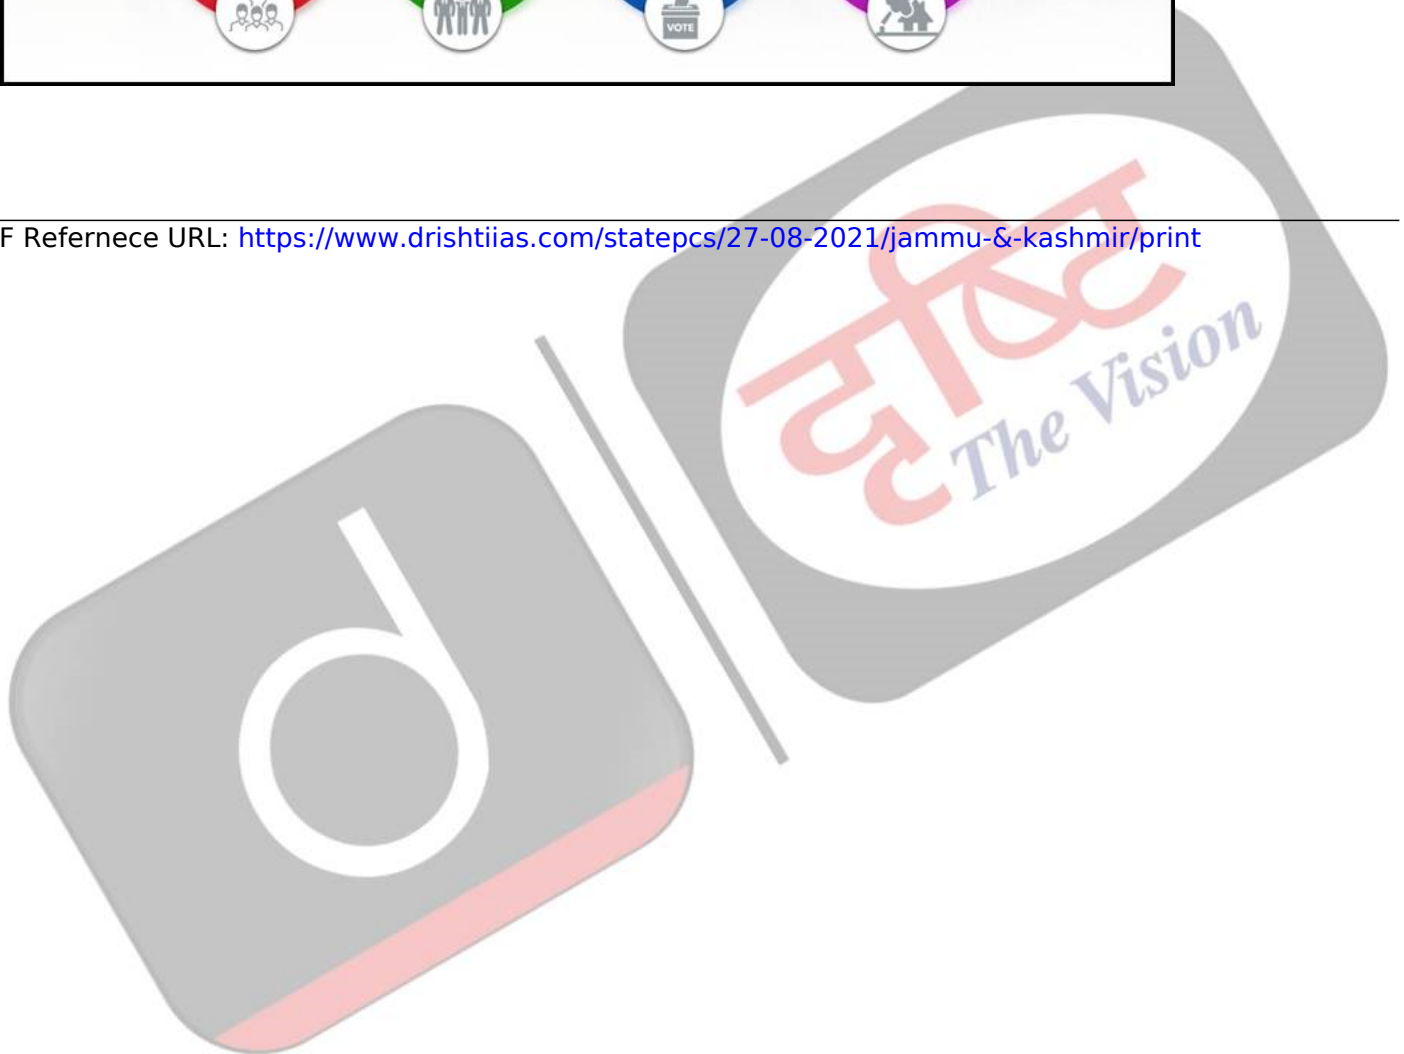 VOTE
F Refernece URL: https://www.drishtiias.com/statepcs/27-08-2021/jammu-&-kashmir/print
दृष्टि
The Vision
d